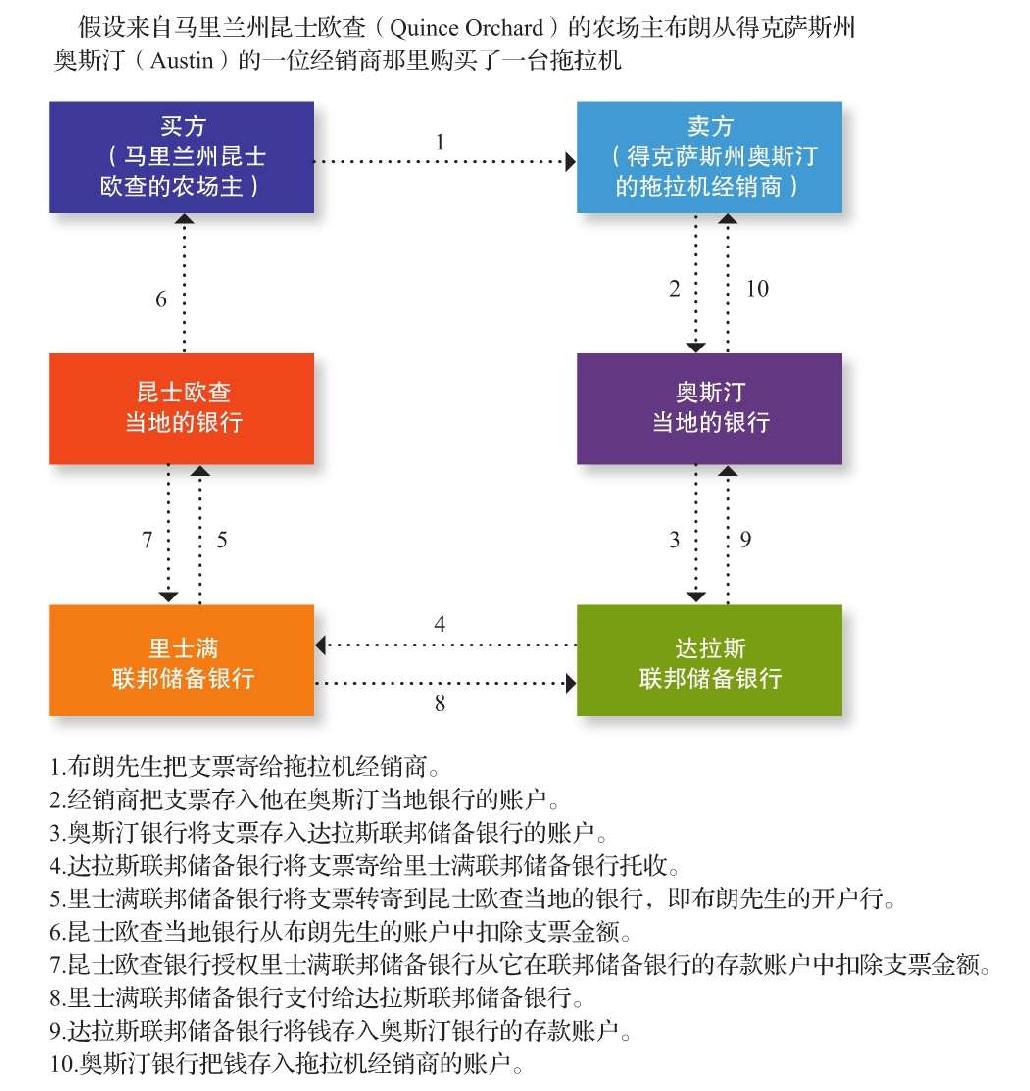 假设来自马里兰州昆士欧查（Quince Orchard）的农场主布朗从得克萨斯州
奥斯汀（Austin）的一位经销商那里购买了一台拖拉机
买方
（马里兰州昆士
欧查的农场主）
1
卖方
（得克萨斯州奥斯汀
的拖拉机经销商）
6
2
10
昆士欧查
当地的银行
奥斯汀
当地的银行
7
5
3
9
里士满
联邦储备银行
4
8
达拉斯
联邦储备银行
1.布朗先生把支票寄给拖拉机经销商。
2.经销商把支票存入他在奥斯汀当地银行的账户。
3.奥斯汀银行将支票存入达拉斯联邦储备银行的账户。
4.达拉斯联邦储备银行将支票寄给里士满联邦储备银行托收。
5.里士满联邦储备银行将支票转寄到昆士欧查当地的银行，即布朗先生的开户行。
6.昆士欧查当地银行从布朗先生的账户中扣除支票金额。
7.昆士欧查银行授权里士满联邦储备银行从它在联邦储备银行的存款账户中扣除支票金额。
8.里士满联邦储备银行支付给达拉斯联邦储备银行。
9.达拉斯联邦储备银行将钱存入奥斯汀银行的存款账户。
10.奥斯汀银行把钱存入拖拉机经销商的账户。